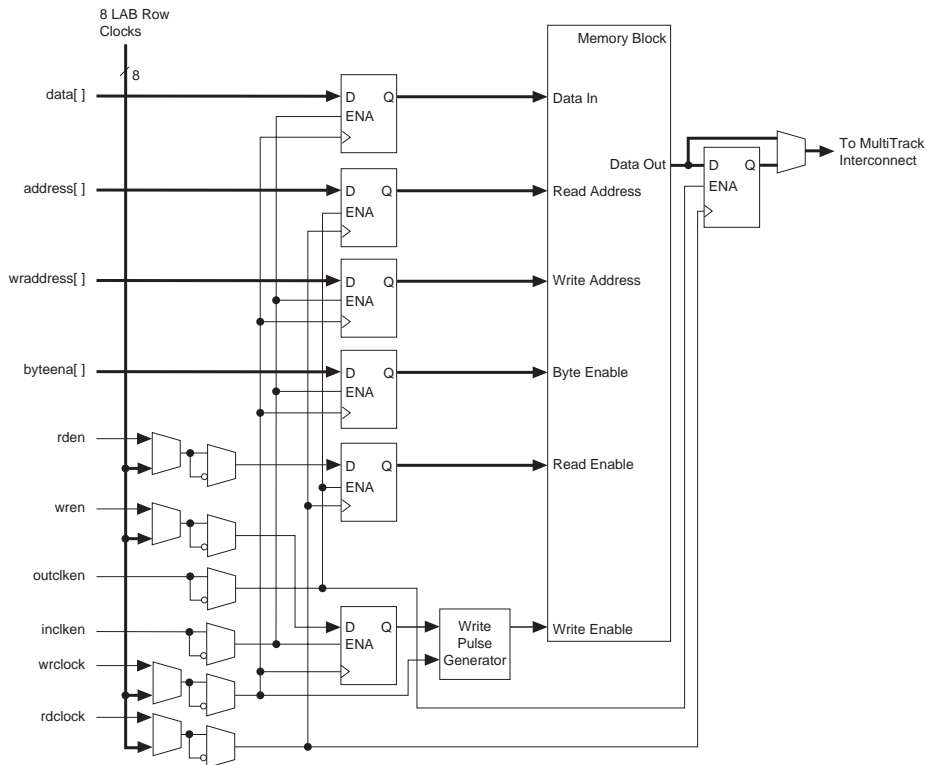 8 LAB Row
Clocks
8
Memory Block
data[ ]
D Q
ENA
Data In
To MultiTrack
Interconnect
Data Out
D Q
ENA
address[ ]
D Q
ENA
Read Address
wraddress[ ]
D Q
ENA
Write Address
byteena[ ]
D Q
ENA
Byte Enable
rden
D Q
ENA
Read Enable
wren
outclken
inclken
D Q
ENA
Write
Pulse
Generator
Write Enable
wrclock
rdclock